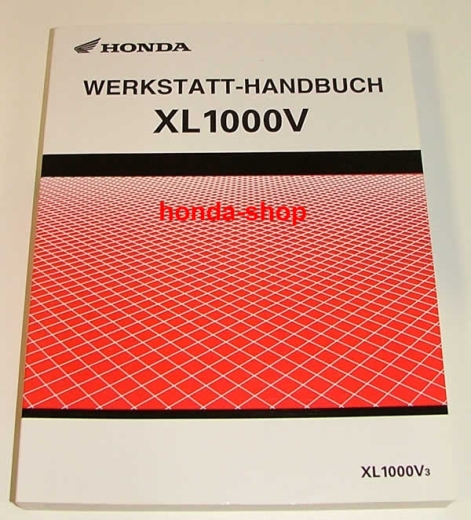 HONDA
WERKSTATT-HANDBUCH
XL1000V
honda-shop
XL1000V3